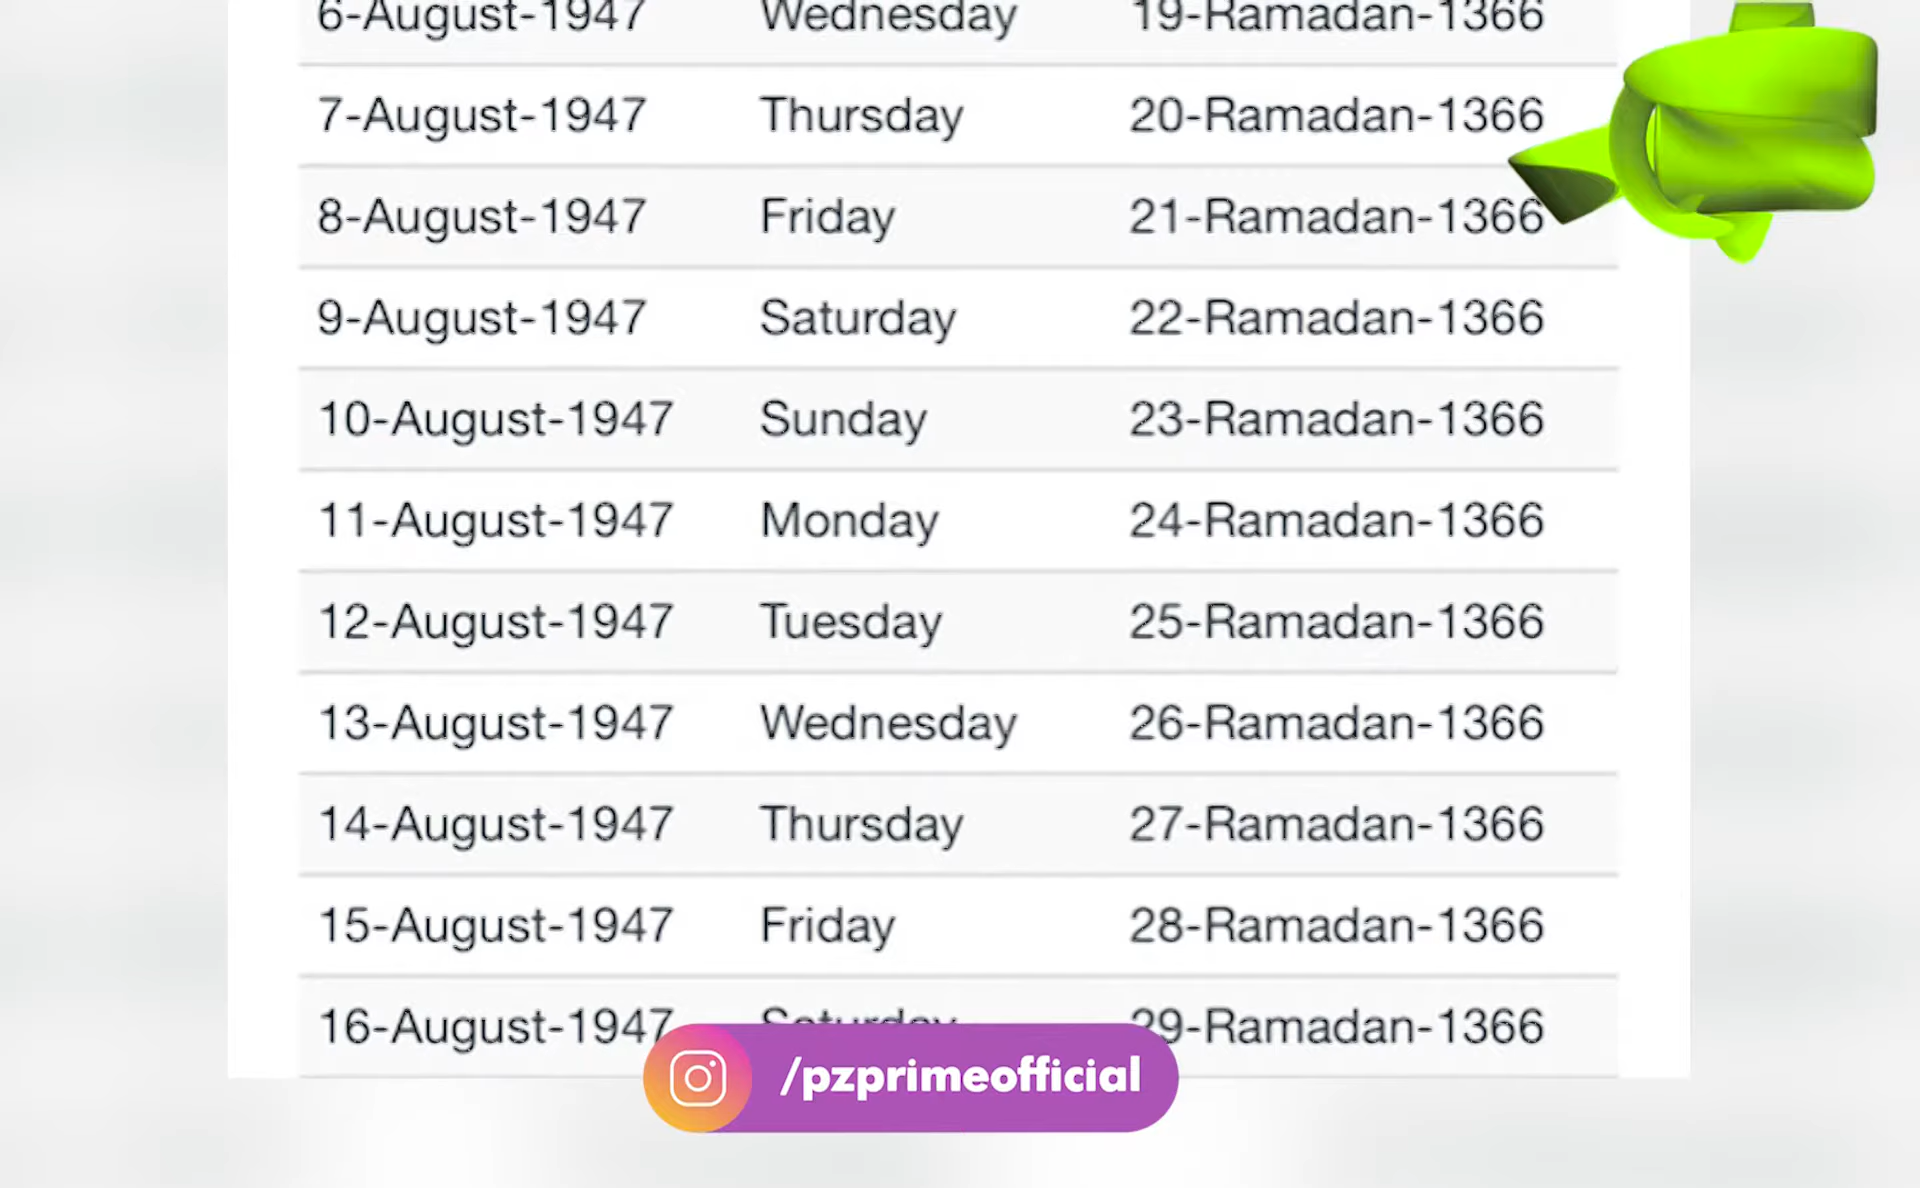 6-August-1947 Wednesday 19-Ramadan-1366
7-August-1947 Thursday 20-Ramadan-1366
8-August-1947 Friday 21-Ramadan-1366
9-August-1947 Saturday 22-Ramadan-1366
10-August-1947 Sunday 23-Ramadan-1366
11-August-1947 Monday 24-Ramadan-1366
12-August-1947 Tuesday 25-Ramadan-1366
13-August-1947 Wednesday 26-Ramadan-1366
14-August-1947 Thursday 27-Ramadan-1366
15-August-1947 Friday 28-Ramadan-1366
16-August-1947 Saturday 29-Ramadan-1366
/pzprimeofficial